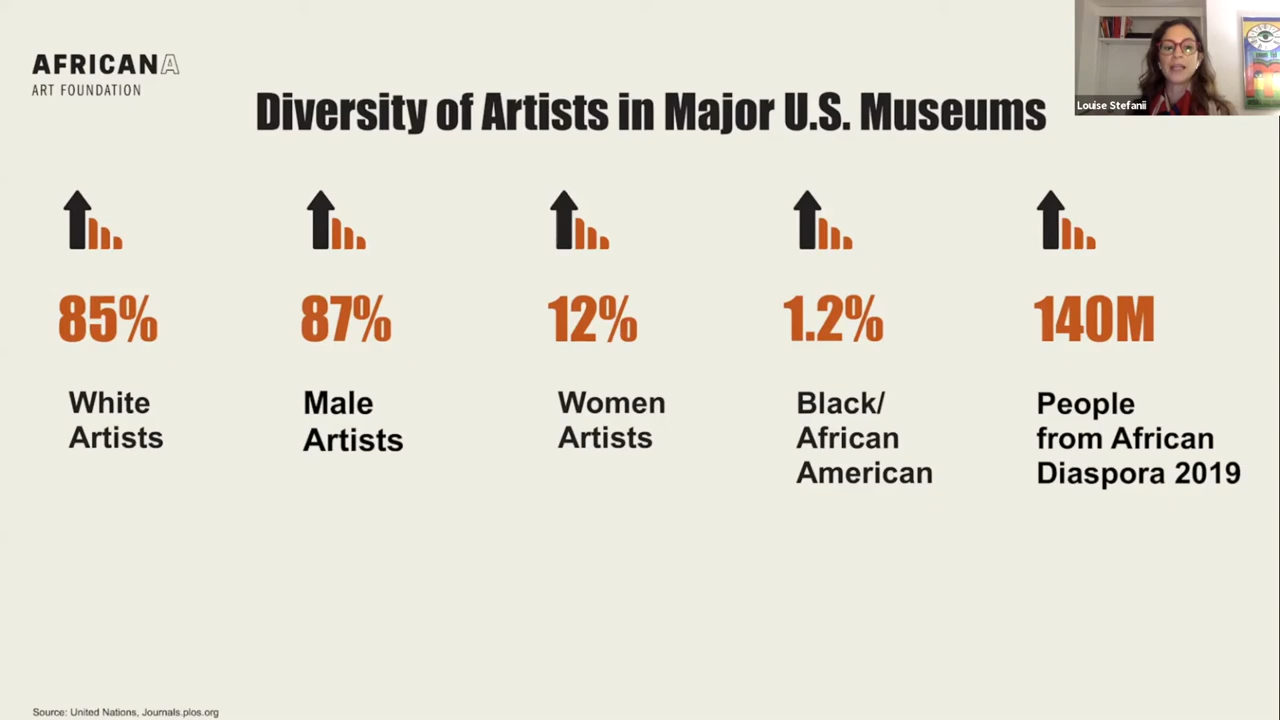 AFRICANA
ART FOUNDATION
Louise Stefanii
Diversity of Artists in Major U.S. Museums
85%
White
Artists
87%
Male
Artists
12%
Women
Artists
1.2%
Black/
African
American
140M
People
from African
Diaspora 2019
Source: United Nations, Journals.plos.org